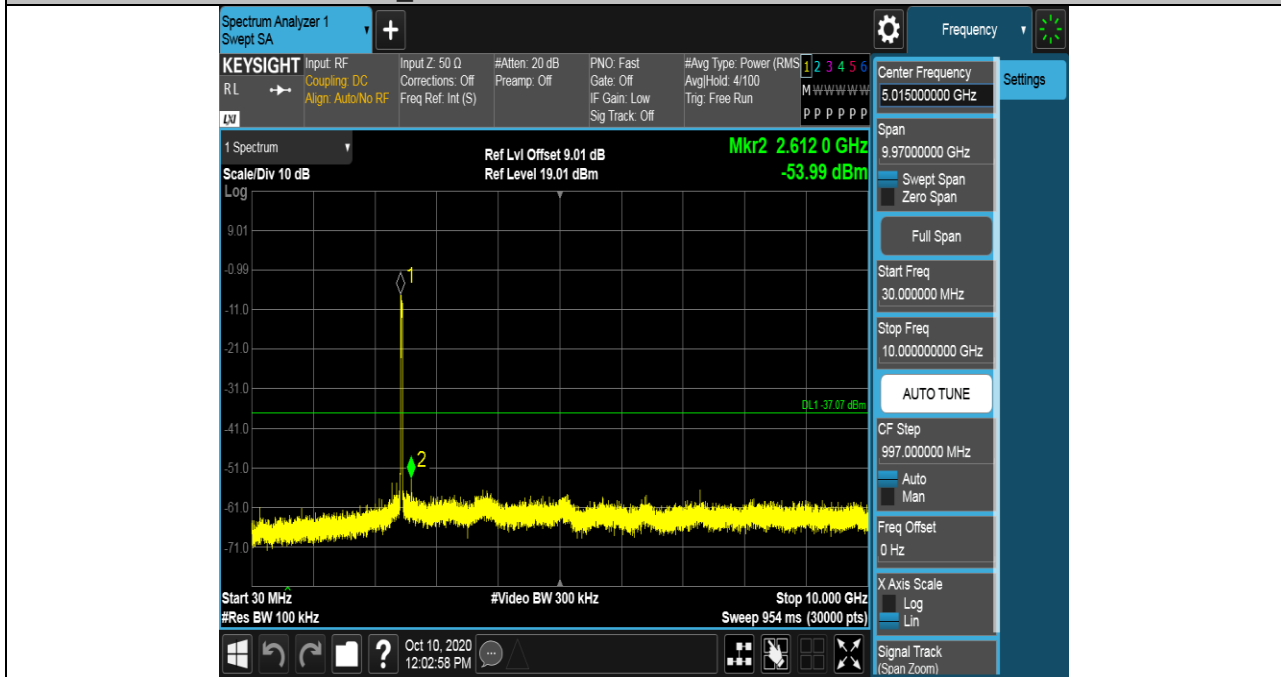 Spectrum Analyzer 1
Swept SA
+
Frequency
KEYSIGHT
RL
LXI
Input: RF
Coupling: DC
Align: Auto/No RF
Input Z: 50 Ω
Corrections: Off
Freq Ref: Int (S)
#Atten: 20 dB
Preamp: Off
PNO: Fast
Gate: Off
IF Gain: Low
Sig Track: Off
#Avg Type: Power (RMS
Avg|Hold: 4/100
Trig: Free Run
1 2 3 4 5 6
M W W W W W
P P P P P P
1 Spectrum
Scale/Div 10 dB
Ref Lvl Offset 9.01 dB
Ref Level 19.01 dBm
Mkr2 2.612 0 GHz
-53.99 dBm
Log
9.01
-0.99
-11.0
-21.0
-31.0
-41.0
-51.0
-61.0
-71.0
1
2
DL1 -37.07 dBm
Start 30 MHz
#Res BW 100 kHz
#Video BW 300 kHz
Stop 10.000 GHz
Sweep 954 ms (30000 pts)
Center Frequency
5.015000000 GHz
Settings
Span
9.97000000 GHz
Swept Span
Zero Span
Full Span
Start Freq
30.000000 MHz
Stop Freq
10.000000000 GHz
AUTO TUNE
CF Step
997.000000 MHz
Auto
Man
Freq Offset
0 Hz
X Axis Scale
Log
Lin
Signal Track
(Span Zoom)
?
Oct 10, 2020
12:02:58 PM